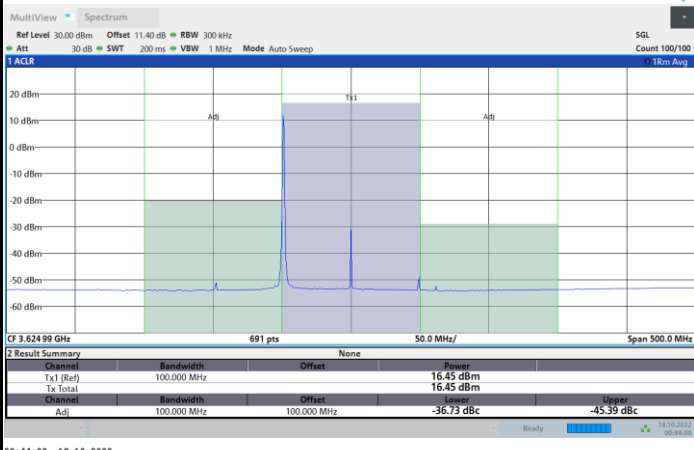 MultiView Spectrum
Ref Level 30.00 dBm Offset 11.40 dB RBW 300 kHz SGL
Att 30 dB SWT 200 ms VBW 1 MHz Mode Auto Sweep Count 100/100
1 ACLR 1Rm Avg
20 dBm
Tx1
10 dBm
Adj Adj
0 dBm
-10 dBm
-20 dBm
-30 dBm
-40 dBm
-50 dBm
-60 dBm
CF 3.624 99 GHz 691 pts 50.0 MHz/ Span 500.0 MHz
2 Result Summary None
Channel Bandwidth Offset Power
Tx1 (Ref) 100.000 MHz 16.45 dBm
Tx Total 16.45 dBm
Channel Bandwidth Offset Lower Upper
Adj 100.000 MHz 100.000 MHz -36.73 dBc -45.39 dBc
Ready 18.10.2022
00:44:00